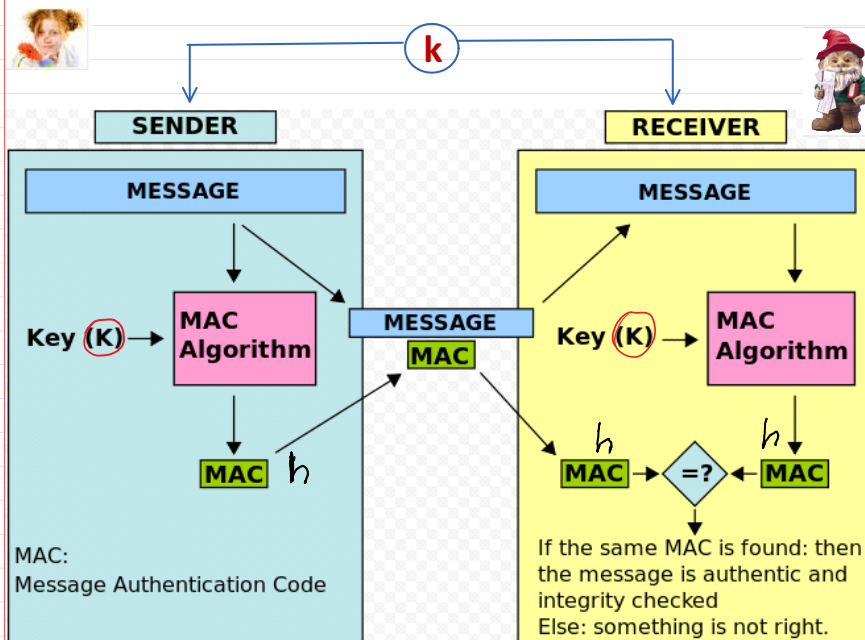 k
SENDER
RECEIVER
MESSAGE
MESSAGE
Key (K)
MAC
Algorithm
MESSAGE
MAC
Key (K)
MAC
Algorithm
MAC
h
h
MAC
=?
h
MAC
MAC:
Message Authentication Code
If the same MAC is found: then
the message is authentic and
integrity checked
Else: something is not right.